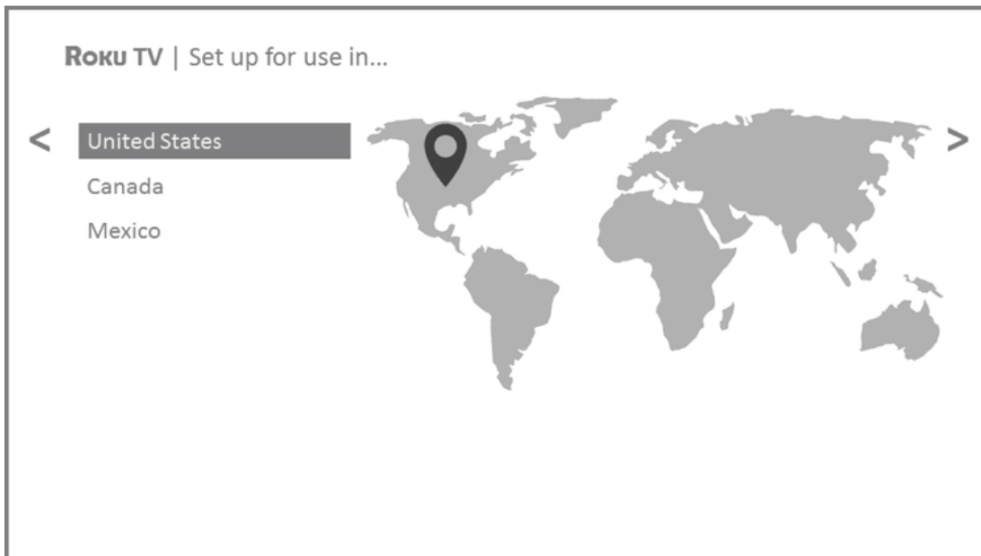 Roku TV | Set up for use in...
< United States >
Canada
Mexico